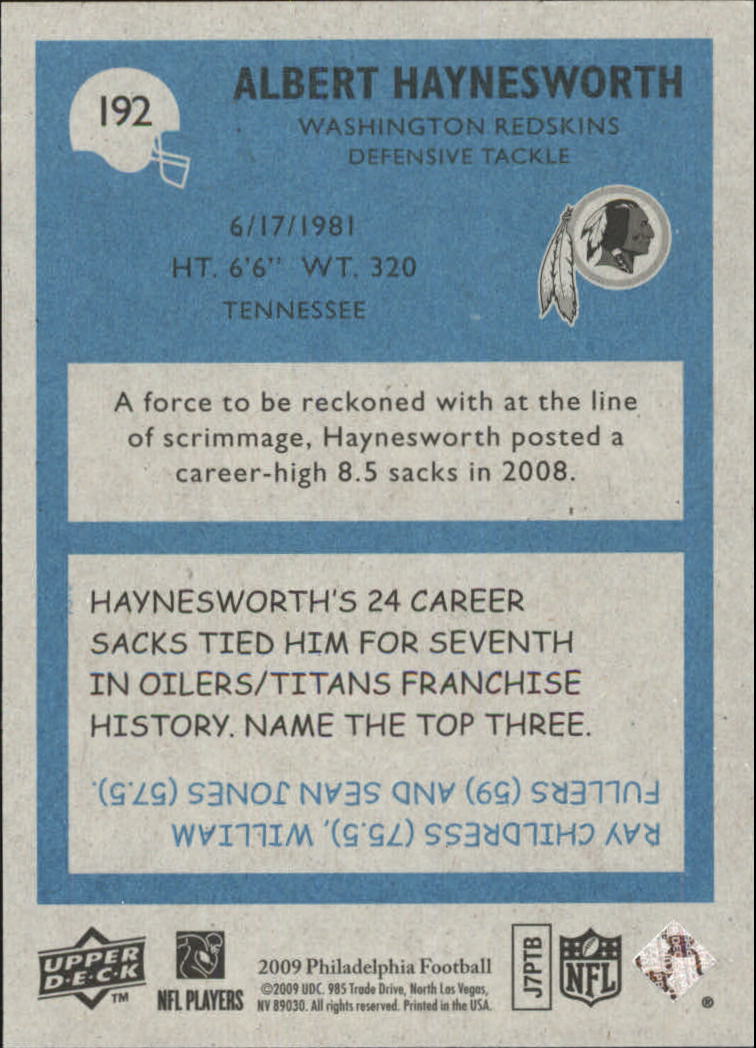 192
ALBERT HAYNESWORTH
WASHINGTON REDSKINS
DEFENSIVE TACKLE
6/17/1981
HT. 6'6" WT. 320
TENNESSEE
A force to be reckoned with at the line
of scrimmage, Haynesworth posted a
career-high 8.5 sacks in 2008.
HAYNESWORTH'S 24 CAREER
SACKS TIED HIM FOR SEVENTH
IN OILERS/TITANS FRANCHISE
HISTORY. NAME THE TOP THREE.
RAY CHILDRESS (75.5), WILLIAM
FULLERS (59) AND SEAN JONES (57.5).
UPPER
D·E·C·K
TM
NFL PLAYERS
2009 Philadelphia Football
©2009 UDC. 985 Trade Drive, North Las Vegas,
NV 89030. All rights reserved. Printed in the USA.
J7PTB
NFL
®